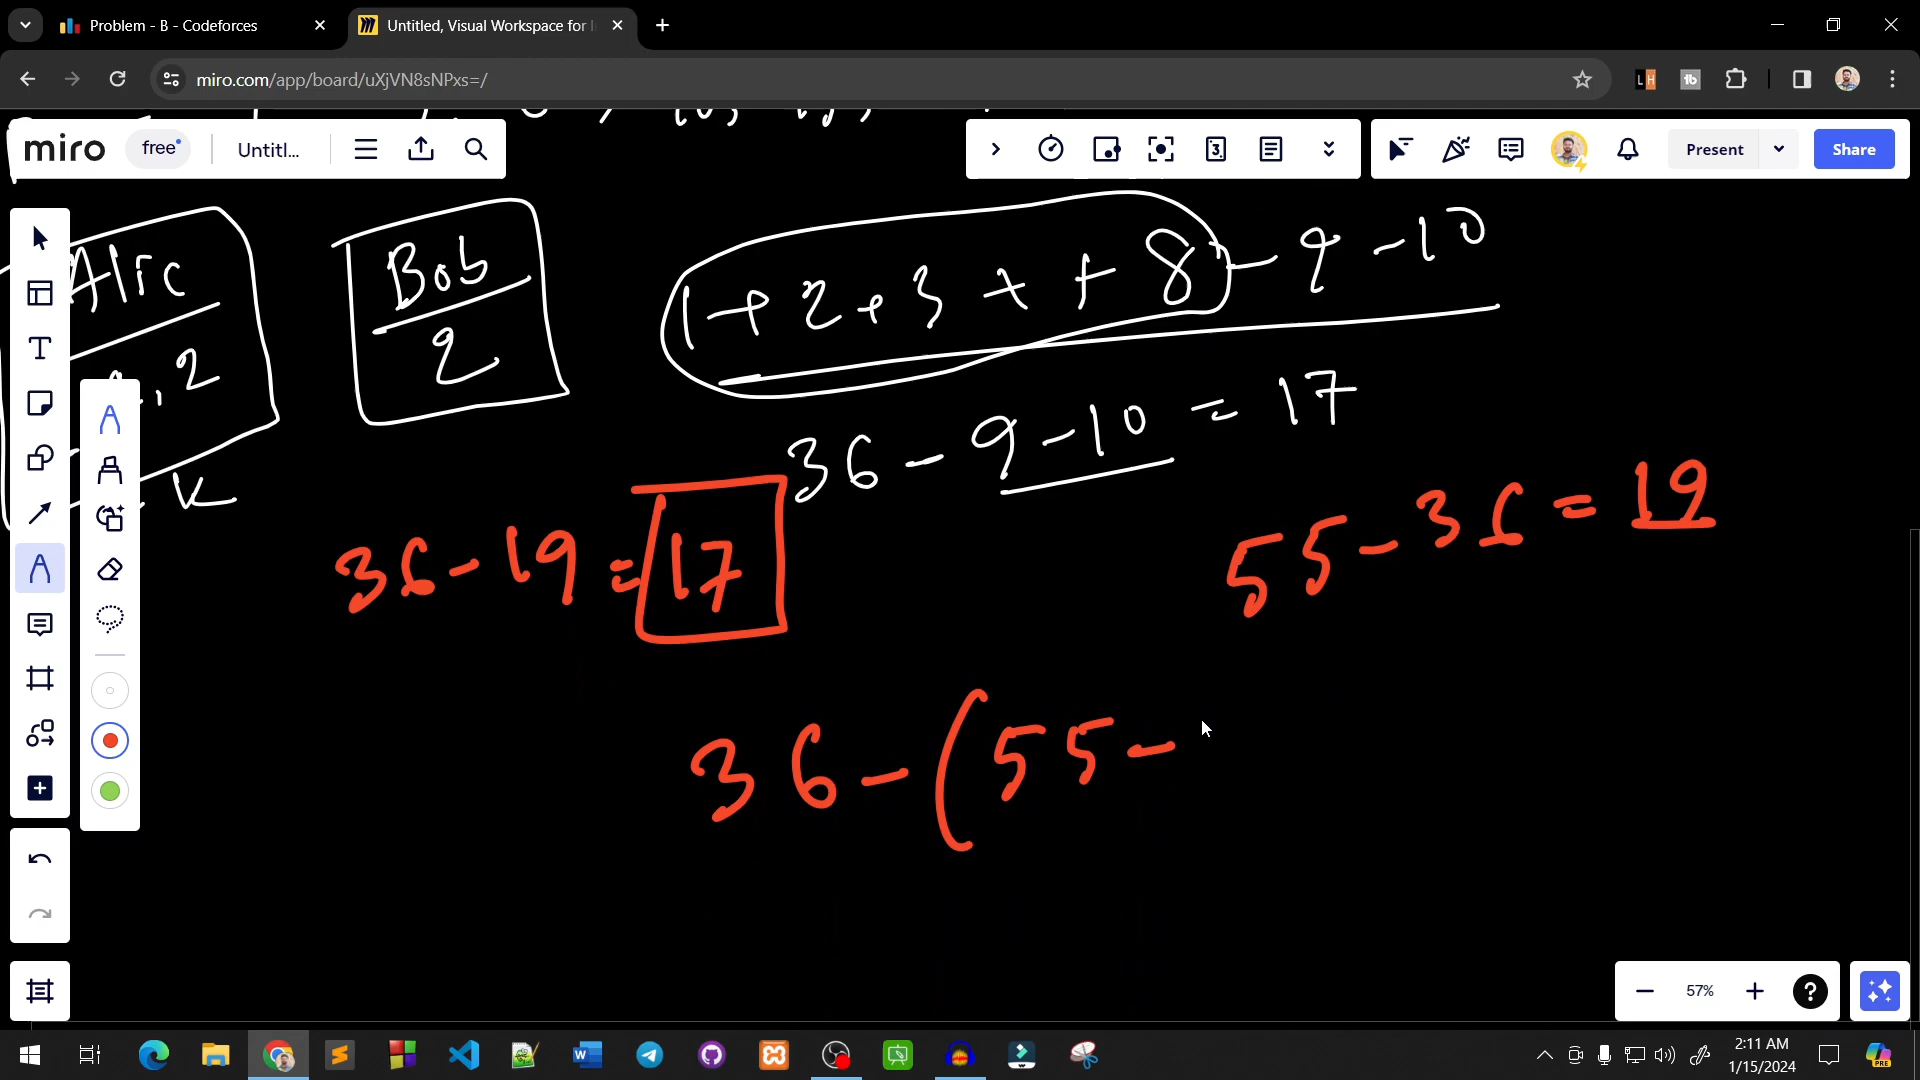 Problem - B - Codeforces
Untitled, Visual Workspace for I
miro.com/app/board/uXjVN8sNPxs=/
miro
free
Untitl...
3
Present
Share
Alic
, 2
K
Bob
2
1+2+3+ + 8 - 9 - 10
36 - 9 - 10 = 17
36 - 19 = 17
55 - 36 = 19
36 - (55 -
57%
2:11 AM
1/15/2024